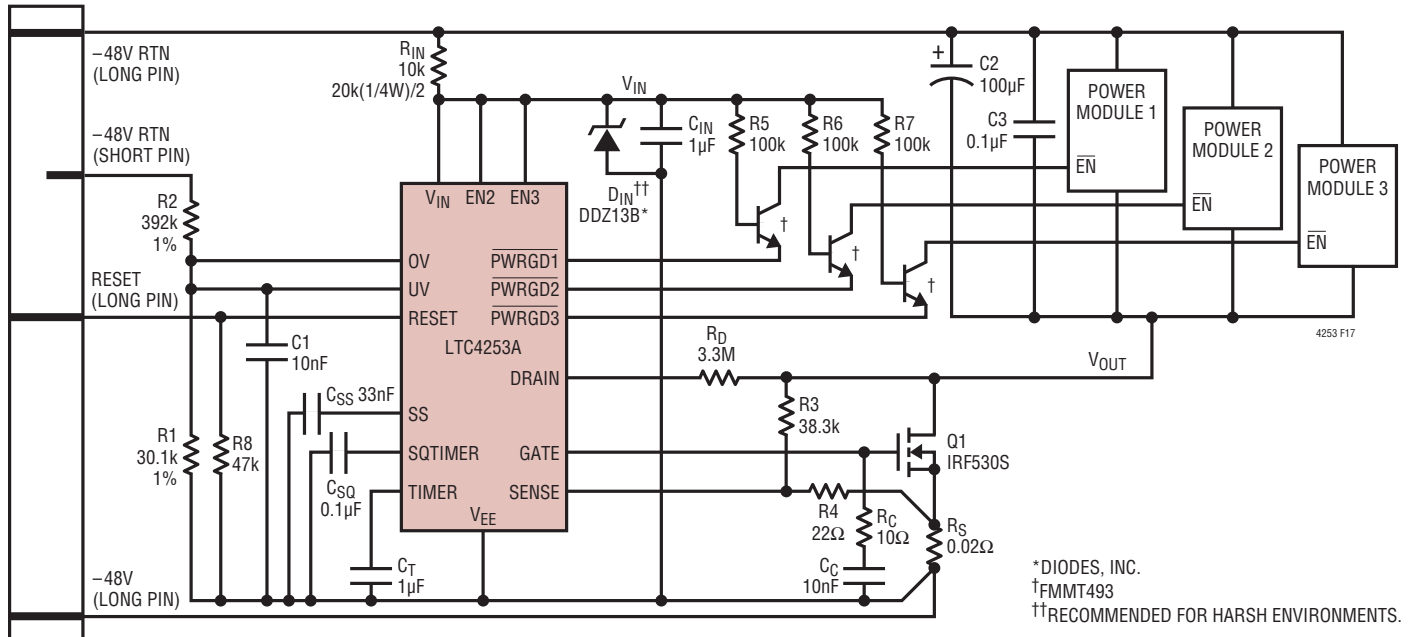 −48V RTN
(LONG PIN)
−48V RTN
(SHORT PIN)
R2
392k
1%
RESET
(LONG PIN)
R1
30.1k
1%
R8
47k
C1
10nF
−48V
(LONG PIN)
RIN
10k
20k(1/4W)/2
VIN
CIN
1µF
DIN††
DDZ13B*
R5
100k
R6
100k
R7
100k
†
†
†
C2
100µF
+
C3
0.1µF
POWER
MODULE 1
EN
POWER
MODULE 2
EN
POWER
MODULE 3
EN
4253 F17
VIN EN2 EN3
OV
UV
RESET
PWRGD1
PWRGD2
PWRGD3
LTC4253A
DRAIN
SS
SQTIMER
GATE
TIMER
SENSE
VEE
CSS 33nF
CSQ
0.1µF
CT
1µF
RD
3.3M
R3
38.3k
VOUT
Q1
IRF530S
R4
22Ω
RC
10Ω
CC
10nF
RS
0.02Ω
*DIODES, INC.
†FMMT493
††RECOMMENDED FOR HARSH ENVIRONMENTS.